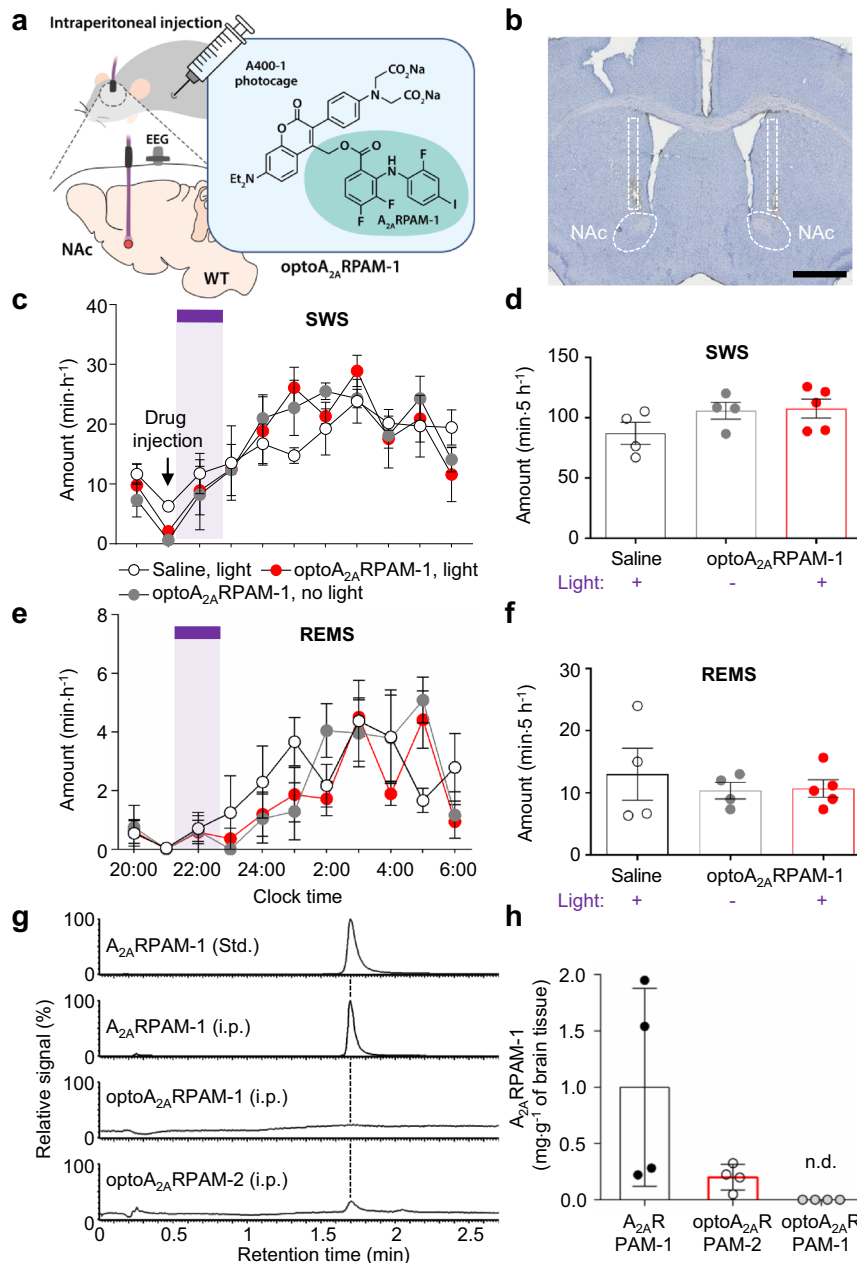 a
Intraperitoneal injection
A400-1
photocage
CO₂Na
N
CO₂Na
O
O
O
O
H
N
F
Et₂N
F
F
I
A₂ARPAM-1
EEG
NAc
WT
optoA₂ARPAM-1
b
NAc
NAc
c
SWS
Amount (min·h⁻¹)
40
30
20
10
0
Drug
injection
Saline, light
optoA₂ARPAM-1, light
optoA₂ARPAM-1, no light
d
SWS
Amount (min·5 h⁻¹)
150
100
50
0
Saline
optoA₂ARPAM-1
Light: + - +
e
REMS
Amount (min·h⁻¹)
8
6
4
2
0
20:00 22:00 24:00 2:00 4:00 6:00
Clock time
f
REMS
Amount (min·5 h⁻¹)
30
20
10
0
Saline
optoA₂ARPAM-1
Light: + - +
g
Relative signal (%)
100
A₂ARPAM-1 (Std.)
0
100
A₂ARPAM-1 (i.p.)
0
100
optoA₂ARPAM-1 (i.p.)
0
100
optoA₂ARPAM-2 (i.p.)
0
0 0.5 1 1.5 2 2.5
Retention time (min)
h
A₂ARPAM-1
(mg·g⁻¹ of brain tissue)
2.0
1.5
1.0
0.5
0.0
n.d.
A₂AR
PAM-1
optoA₂AR
PAM-2
optoA₂AR
PAM-1